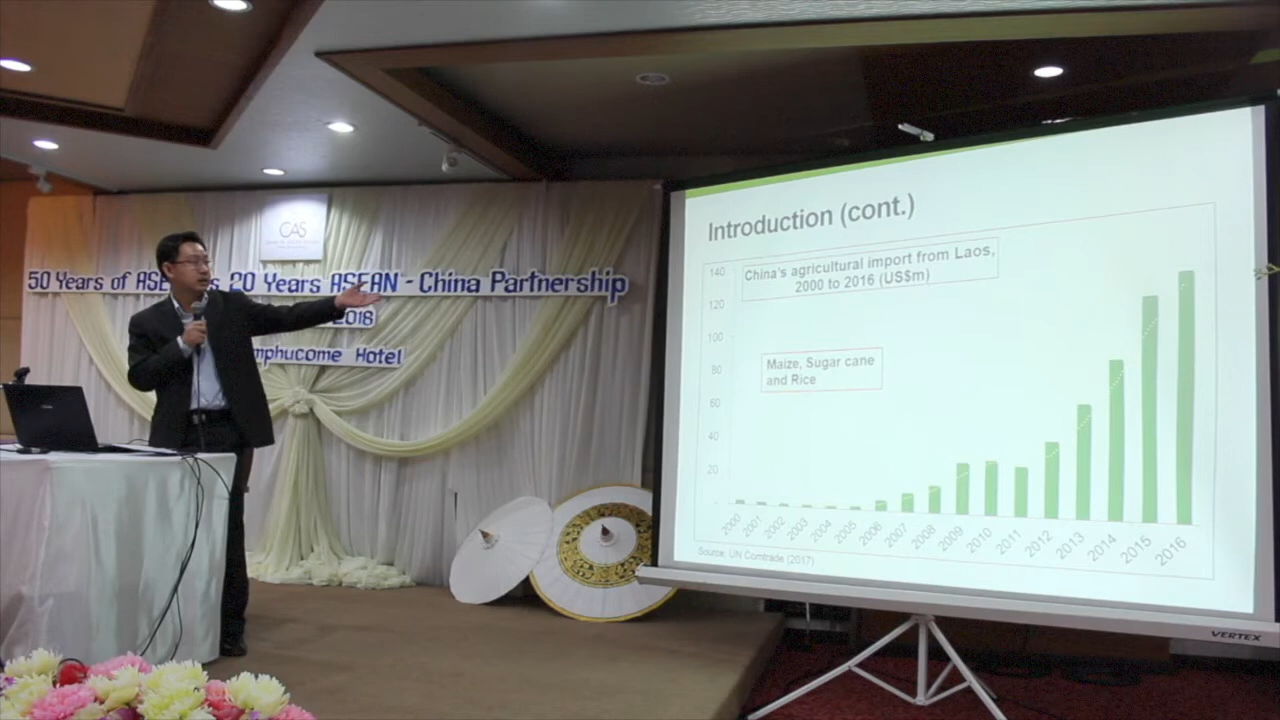 CAS
50 Years of ASE s 20 Years ASEAN - China Partnership
2018
mphucome Hotel
Introduction (cont.)
China's agricultural import from Laos,
2000 to 2016 (US$m)
Maize, Sugar cane
and Rice
140
120
100
80
60
40
20
-
2000 2001 2002 2003 2004 2005 2006 2007 2008 2009 2010 2011 2012 2013 2014 2015 2016
Source: UN Comtrade (2017)
VERTEX